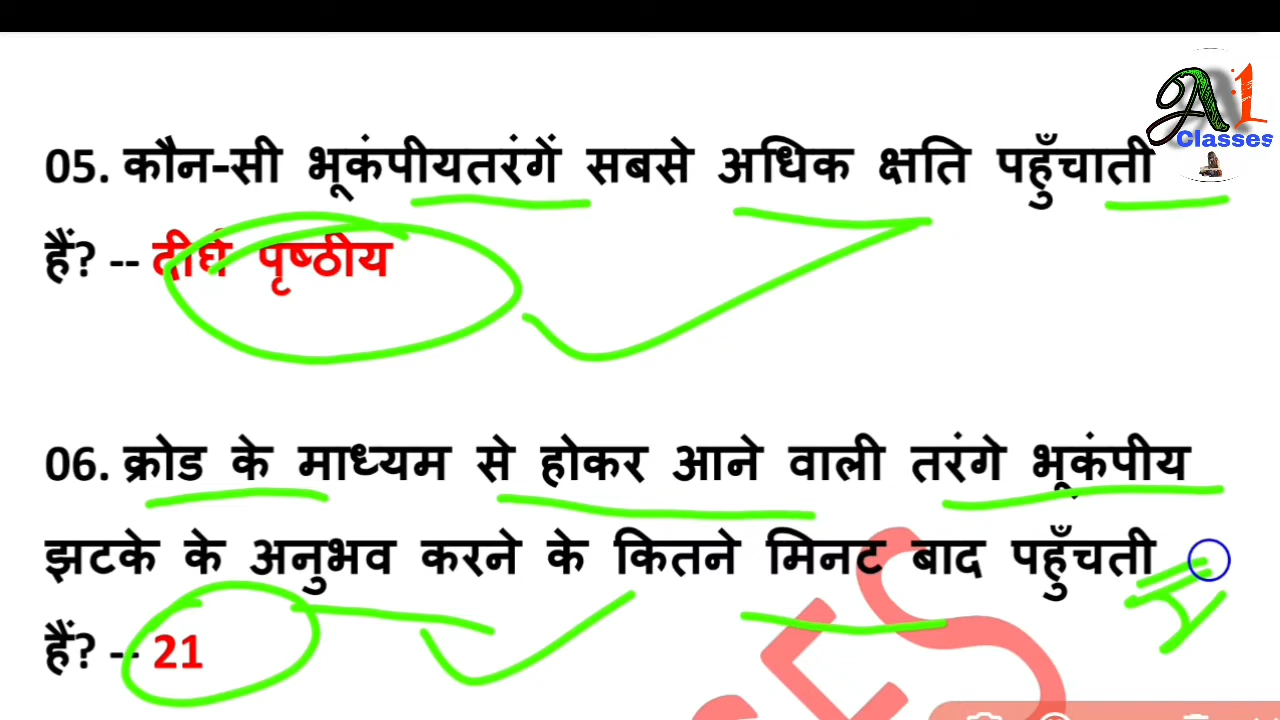 A1
Classes
05. कौन-सी भूकंपीयतरंगें सबसे अधिक क्षति पहुँचाती
हैं? -- दीर्घ पृष्ठीय
06. क्रोड के माध्यम से होकर आने वाली तरंगे भूकंपीय
झटके के अनुभव करने के कितने मिनट बाद पहुँचती
हैं? -- 21